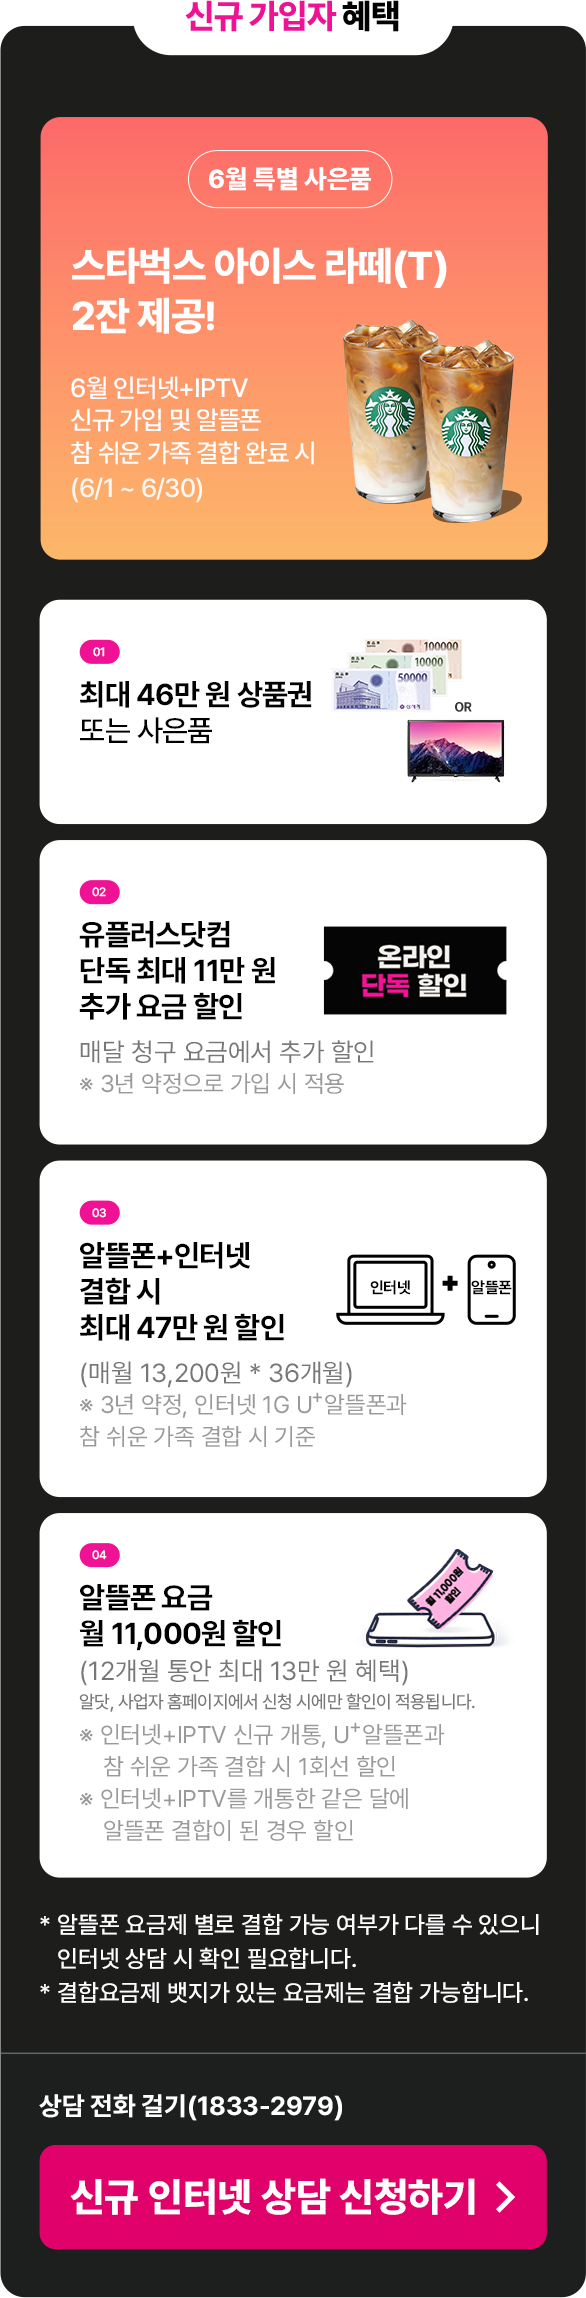 신규 가입자 혜택
6월 특별 사은품
스타벅스 아이스 라떼(T)
2잔 제공!
6월 인터넷+IPTV
신규 가입 및 알뜰폰
참 쉬운 가족 결합 완료 시
(6/1 ~ 6/30)
01
최대 46만 원 상품권
또는 사은품
100000
10000
50000
OR
02
유플러스닷컴
단독 최대 11만 원
추가 요금 할인
온라인
단독 할인
매달 청구 요금에서 추가 할인
※ 3년 약정으로 가입 시 적용
03
알뜰폰+인터넷
결합 시
최대 47만 원 할인
인터넷 + 알뜰폰
(매월 13,200원 * 36개월)
※ 3년 약정, 인터넷 1G U+알뜰폰과
참 쉬운 가족 결합 시 기준
04
알뜰폰 요금
월 11,000원 할인
월 11,000원
할인
(12개월 통안 최대 13만 원 혜택)
알닷, 사업자 홈페이지에서 신청 시에만 할인이 적용됩니다.
※ 인터넷+IPTV 신규 개통, U+알뜰폰과
참 쉬운 가족 결합 시 1회선 할인
※ 인터넷+IPTV를 개통한 같은 달에
알뜰폰 결합이 된 경우 할인
* 알뜰폰 요금제 별로 결합 가능 여부가 다를 수 있으니
인터넷 상담 시 확인 필요합니다.
* 결합요금제 뱃지가 있는 요금제는 결합 가능합니다.
상담 전화 걸기(1833-2979)
신규 인터넷 상담 신청하기 >